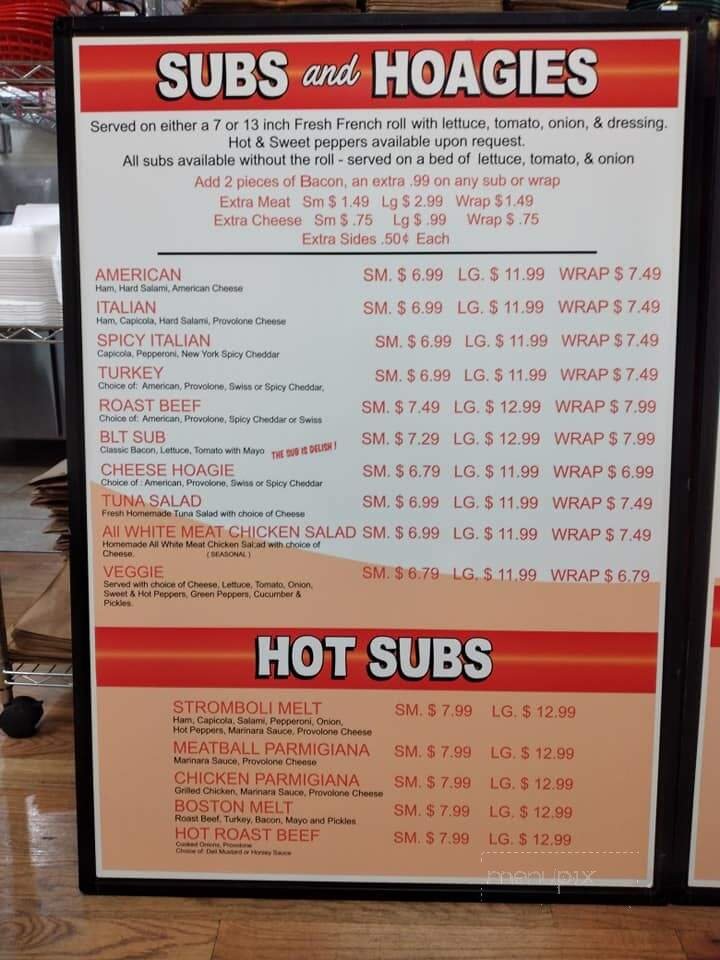 SUBS and HOAGIES
Served on either a 7 or 13 inch Fresh French roll with lettuce, tomato, onion, & dressing.
Hot & Sweet peppers available upon request.
All subs available without the roll - served on a bed of lettuce, tomato, & onion
Add 2 pieces of Bacon, an extra .99 on any sub or wrap
Extra Meat Sm $ 1.49 Lg $ 2.99 Wrap $1.49
Extra Cheese Sm $ .75 Lg $ .99 Wrap $ .75
Extra Sides .50¢ Each
AMERICAN SM. $ 6.99 LG. $ 11.99 WRAP $ 7.49
Ham, Hard Salami, American Cheese
ITALIAN SM. $ 6.99 LG. $ 11.99 WRAP $ 7.49
Ham, Capicola, Hard Salami, Provolone Cheese
SPICY ITALIAN SM. $ 6.99 LG. $ 11.99 WRAP $ 7.49
Capicola, Pepperoni, New York Spicy Cheddar
TURKEY SM. $ 6.99 LG. $ 11.99 WRAP $ 7.49
Choice of: American, Provolone, Swiss or Spicy Cheddar,
ROAST BEEF SM. $ 7.49 LG. $ 12.99 WRAP $ 7.99
Choice of: American, Provolone, Spicy Cheddar or Swiss
BLT SUB SM. $ 7.29 LG. $ 12.99 WRAP $ 7.99
Classic Bacon, Lettuce, Tomato with Mayo THE SUB IS DELISH !
CHEESE HOAGIE SM. $ 6.79 LG. $ 11.99 WRAP $ 6.99
Choice of : American, Provolone, Swiss or Spicy Cheddar
TUNA SALAD SM. $ 6.99 LG. $ 11.99 WRAP $ 7.49
Fresh Homemade Tuna Salad with choice of Cheese
All WHITE MEAT CHICKEN SALAD SM. $ 6.99 LG. $ 11.99 WRAP $ 7.49
Homemade All White Meat Chicken Salad with choice of
Cheese. (SEASONAL)
VEGGIE SM. $ 6.79 LG. $ 11.99 WRAP $ 6.79
Served with choice of Cheese, Lettuce, Tomato, Onion,
Sweet & Hot Peppers, Green Peppers, Cucumber &
Pickles.
HOT SUBS
STROMBOLI MELT SM. $ 7.99 LG. $ 12.99
Ham, Capicola, Salami, Pepperoni, Onion,
Hot Peppers, Marinara Sauce, Provolone Cheese
MEATBALL PARMIGIANA SM. $ 7.99 LG. $ 12.99
Marinara Sauce, Provolone Cheese
CHICKEN PARMIGIANA SM. $ 7.99 LG. $ 12.99
Grilled Chicken, Marinara Sauce, Provolone Cheese
BOSTON MELT SM. $ 7.99 LG. $ 12.99
Roast Beef, Turkey, Bacon, Mayo and Pickles
HOT ROAST BEEF SM. $ 7.99 LG. $ 12.99
Cooked Onions, Provolone
Choice of: Deli Mustard or Honey Sauce
menupix